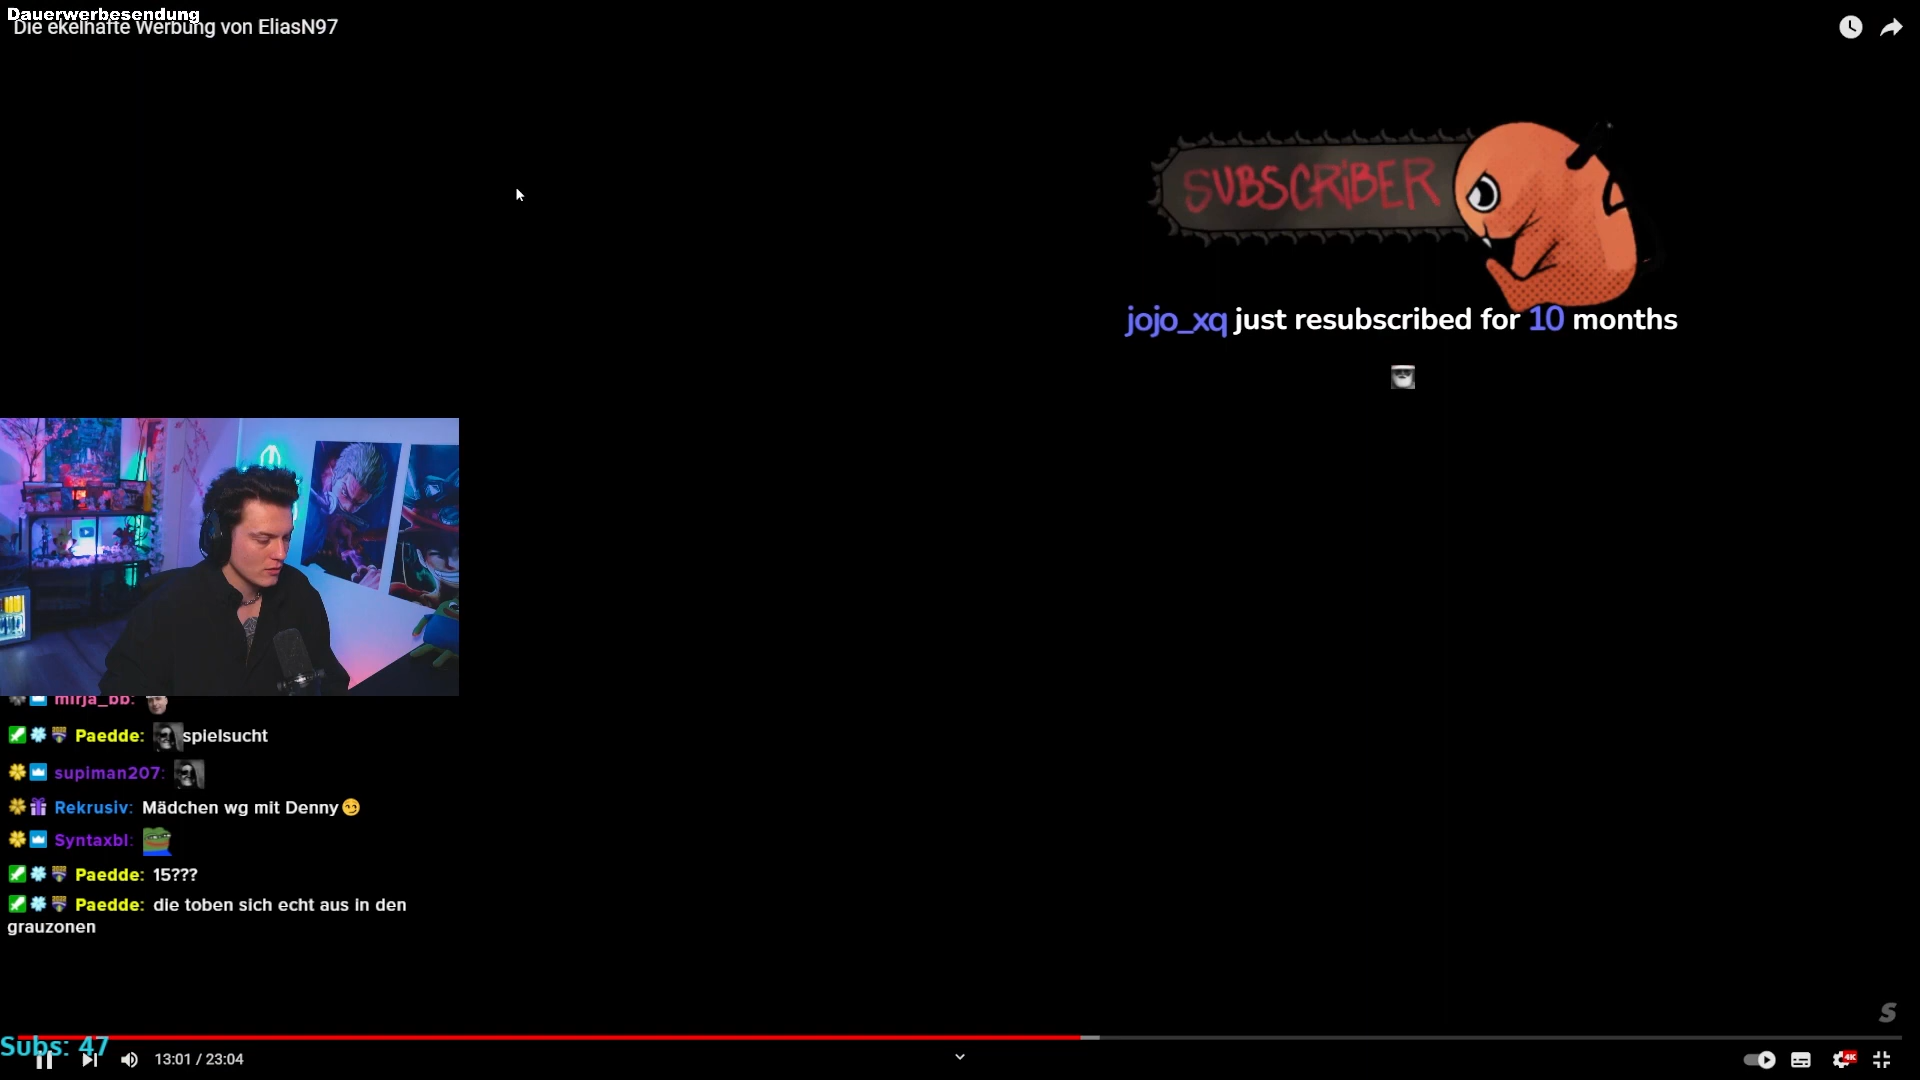 Dauerwerbesendung
Die ekelhafte Werbung von EliasN97
SUBSCRiBER
jojo_xq just resubscribed for 10 months
mirja_bb:
Paedde: spielsucht
supiman207:
Rekrusiv: Mädchen wg mit Denny😏
Syntaxbl:
Paedde: 15???
Paedde: die toben sich echt aus in den
grauzonen
S
Subs: 47
13:01 / 23:04
4K